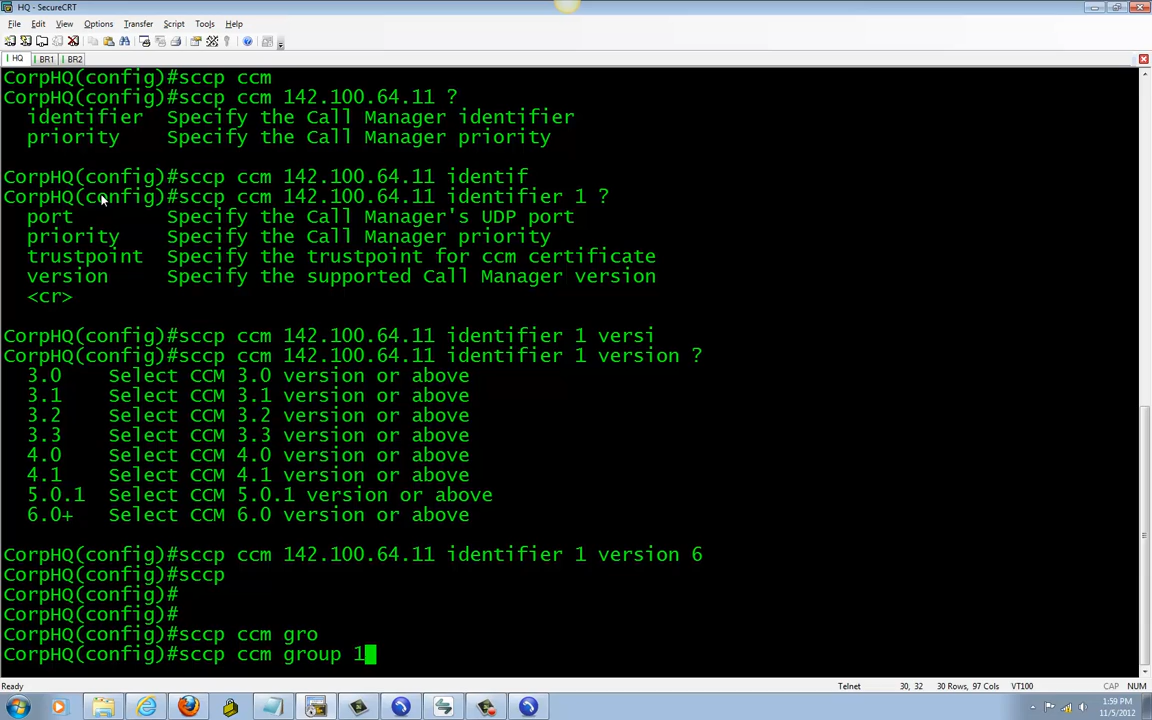 HQ - SecureCRT
File Edit View Options Transfer Script Tools Help
HQ BR1 BR2
CorpHQ(config)#sccp ccm
CorpHQ(config)#sccp ccm 142.100.64.11 ?
identifier Specify the Call Manager identifier
priority Specify the Call Manager priority
CorpHQ(config)#sccp ccm 142.100.64.11 identif
CorpHQ(config)#sccp ccm 142.100.64.11 identifier 1 ?
port Specify the Call Manager's UDP port
priority Specify the Call Manager priority
trustpoint Specify the trustpoint for ccm certificate
version Specify the supported Call Manager version
<cr>
CorpHQ(config)#sccp ccm 142.100.64.11 identifier 1 versi
CorpHQ(config)#sccp ccm 142.100.64.11 identifier 1 version ?
3.0 Select CCM 3.0 version or above
3.1 Select CCM 3.1 version or above
3.2 Select CCM 3.2 version or above
3.3 Select CCM 3.3 version or above
4.0 Select CCM 4.0 version or above
4.1 Select CCM 4.1 version or above
5.0.1 Select CCM 5.0.1 version or above
6.0+ Select CCM 6.0 version or above
CorpHQ(config)#sccp ccm 142.100.64.11 identifier 1 version 6
CorpHQ(config)#sccp
CorpHQ(config)#
CorpHQ(config)#
CorpHQ(config)#sccp ccm gro
CorpHQ(config)#sccp ccm group 1
Ready Telnet 30, 32 30 Rows, 97 Cols VT100 CAP NUM
1:59 PM
11/5/2012